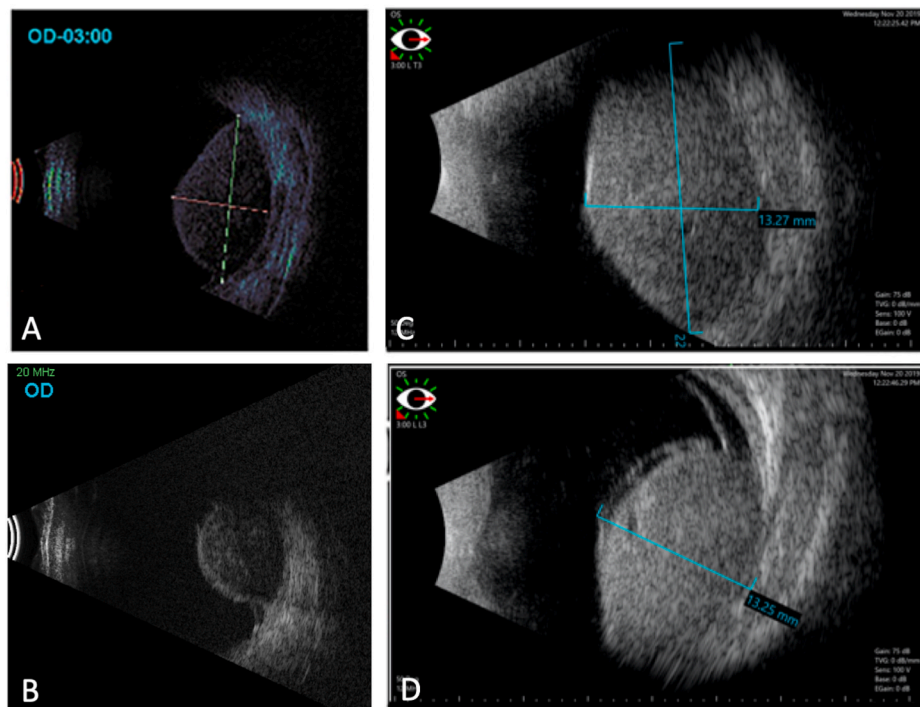 OD-03:00
A
OS
Wednesday Nov 20 2019
12:22:25.42 PM
3:00 L T3
13.27 mm
22
Gain: 75 dB
TVG: 0 dB/mm
Sens: 100 V
Base: 0 dB
EGain: 0 dB
C
20 MHz
OD
B
OS
Wednesday Nov 20 2019
12:22:46.29 PM
3:00 L L3
13.25 mm
Gain: 75 dB
TVG: 0 dB/mm
Sens: 100 V
Base: 0 dB
EGain: 0 dB
D